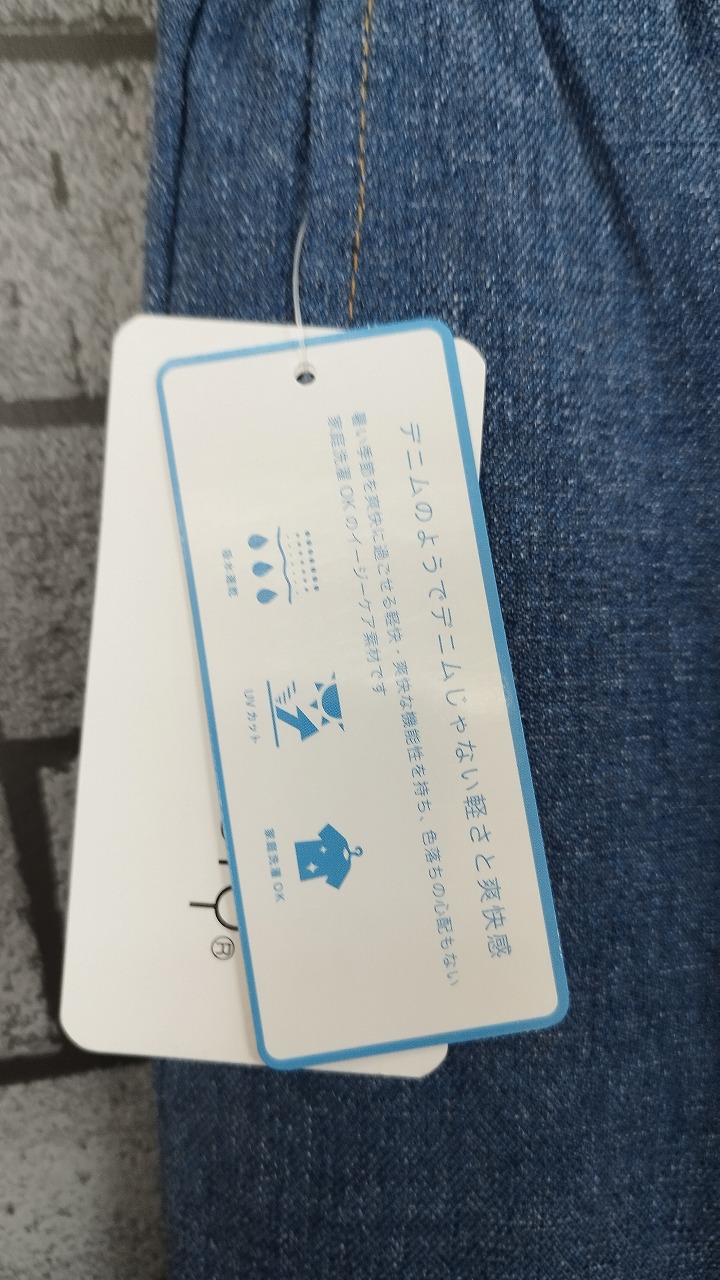 デニムのようでデニムじゃない軽さと爽快感
暑い季節を爽快に過ごせる軽快・爽快な機能性を持ち、色落ちの心配もない
家庭洗濯OKのイージーケア素材です
吸水速乾
UVカット
家庭洗濯OK
®